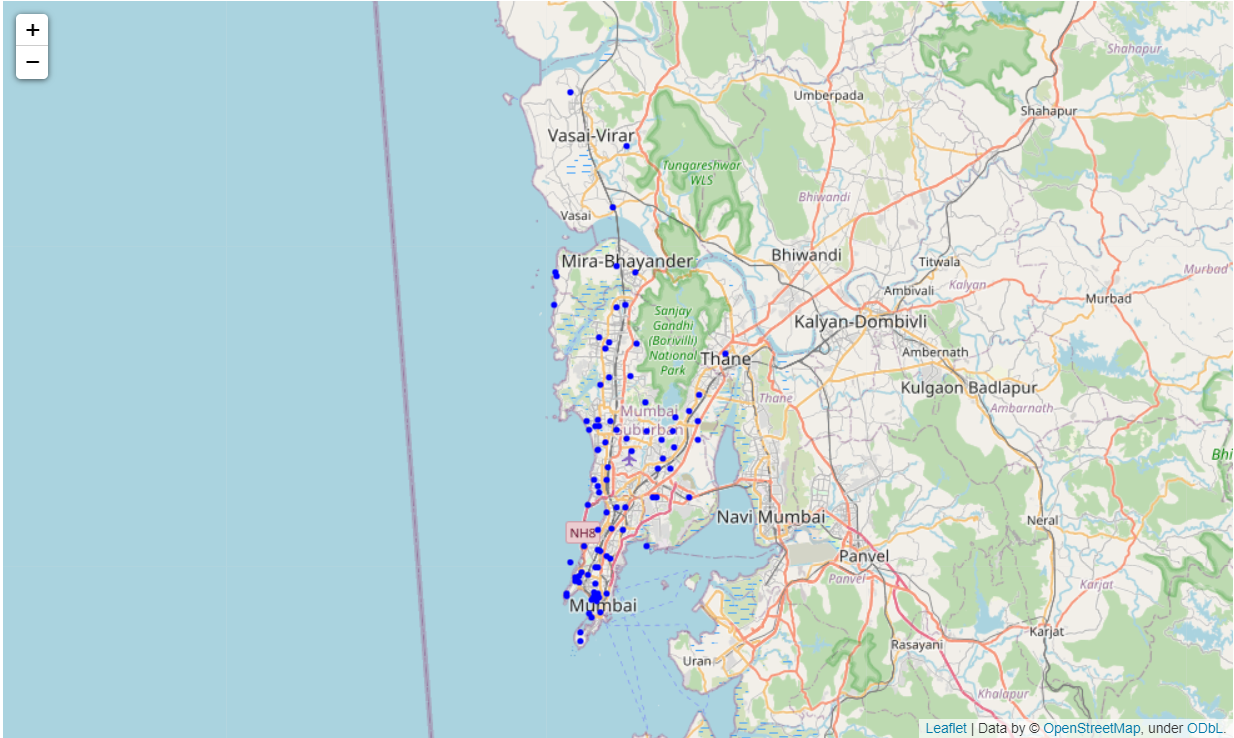 +
−
Shahapur
Umberpada
Shahapur
Vasai-Virar
Tungareshwar
WLS
Bhiwandi
Vasai
Mira-Bhayander
Bhiwandi
Titwala
Murbad
Kalyan
Ambivali
Murbad
Sanjay
Gandhi
(Borivili)
National
Park
Kalyan-Dombivli
Thane
Ambernath
Kulgaon Badlapur
Thane
Ambarnath
Mumbai
Suburban
Navi Mumbai
Neral
NH8
Panvel
Panvel
Karjat
Mumbai
Karjat
Rasayani
Uran
Khalapur
Leaflet | Data by © OpenStreetMap, under ODbL.